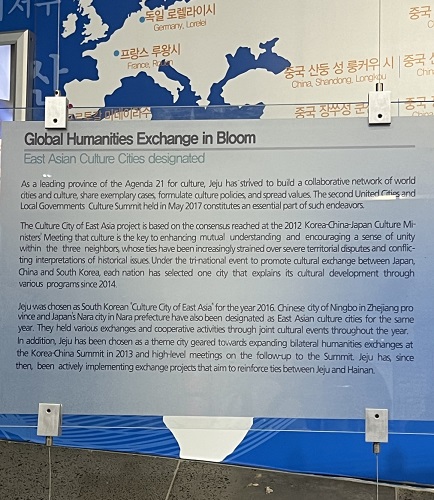 독일 로렐라이시
Germany, Lorelei
프랑스 루앙시
France,
중국 산둥 성 룽커우 시
China, Shandong, Longkou
중국
중국 장쑤성
Global Humanities Exchange in Bloom
East Asian Culture Cities designated
As a leading province of the Agenda 21 for culture, Jeju has strived to build a collaborative network of world
cities and culture, share exemplary cases, formulate culture policies, and spread values. The second United Cities and
Local Governments Culture Summit held in May 2017 constitutes an essential part of such endeavors.
The Culture City of East Asia project is based on the consensus reached at the 2012 Korea-China-Japan Culture Mi-
nisters' Meeting that culture is the key to enhancing mutual understanding and encouraging a sense of unity
within the three neighbors, whose ties have been increasingly strained over severe territorial disputes and conflic-
ting interpretations of historical issues. Under the tri-national event to promote cultural exchange between Japan,
China and South Korea, each nation has selected one city that explains its cultural development through
various programs since 2014.
Jeju was chosen as South Korean 'Culture City of East Asia' for the year 2016. Chinese city of Ningbo in Zhejiang pro
vince and Japan's Nara city in Nara prefecture have also been designated as East Asian culture cities for the same
year. They held various exchanges and cooperative activities through joint cultural events throughout the year.
In addition, Jeju has been chosen as a theme city geared towards expanding bilateral humanities exchanges at
the Korea-China Summit in 2013 and high-level meetings on the follow-up to the Summit. Jeju has, since
then, been actively implementing exchange projects that aim to reinforce ties between Jeju and Hainan.